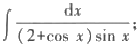 ∫ dx / ((2+cos x) sin x);